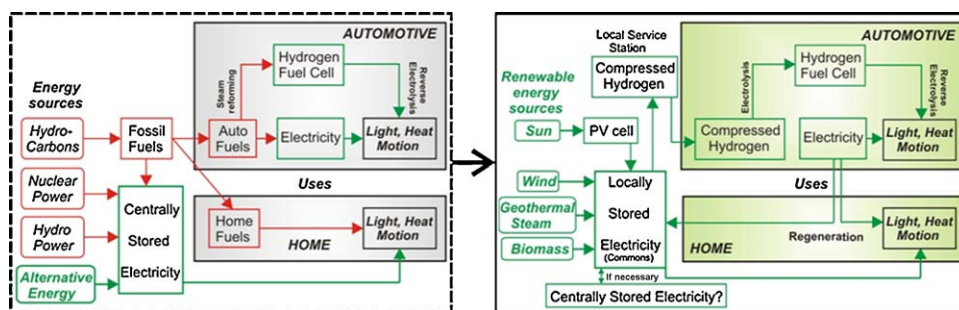 AUTOMOTIVE
Hydrogen
Fuel Cell
Steam
reforming
Reverse
Electrolysis
Energy
sources
Hydro-
Carbons
Fossil
Fuels
Auto
Fuels
Electricity
Light, Heat
Motion
Nuclear
Power
Uses
Centrally
Stored
Electricity
Hydro
Power
Home
Fuels
Light, Heat
Motion
HOME
Alternative
Energy
Local Service
Station
Compressed
Hydrogen
AUTOMOTIVE
Hydrogen
Fuel Cell
Electrolysis
Reverse
Electrolysis
Renewable
energy
sources
Sun
PV cell
Compressed
Hydrogen
Electricity
Light, Heat
Motion
Wind
Uses
Locally
Stored
Electricity
(Commons)
Geothermal
Steam
Biomass
Light, Heat
Motion
Regeneration
HOME
If necessary
Centrally Stored Electricity?